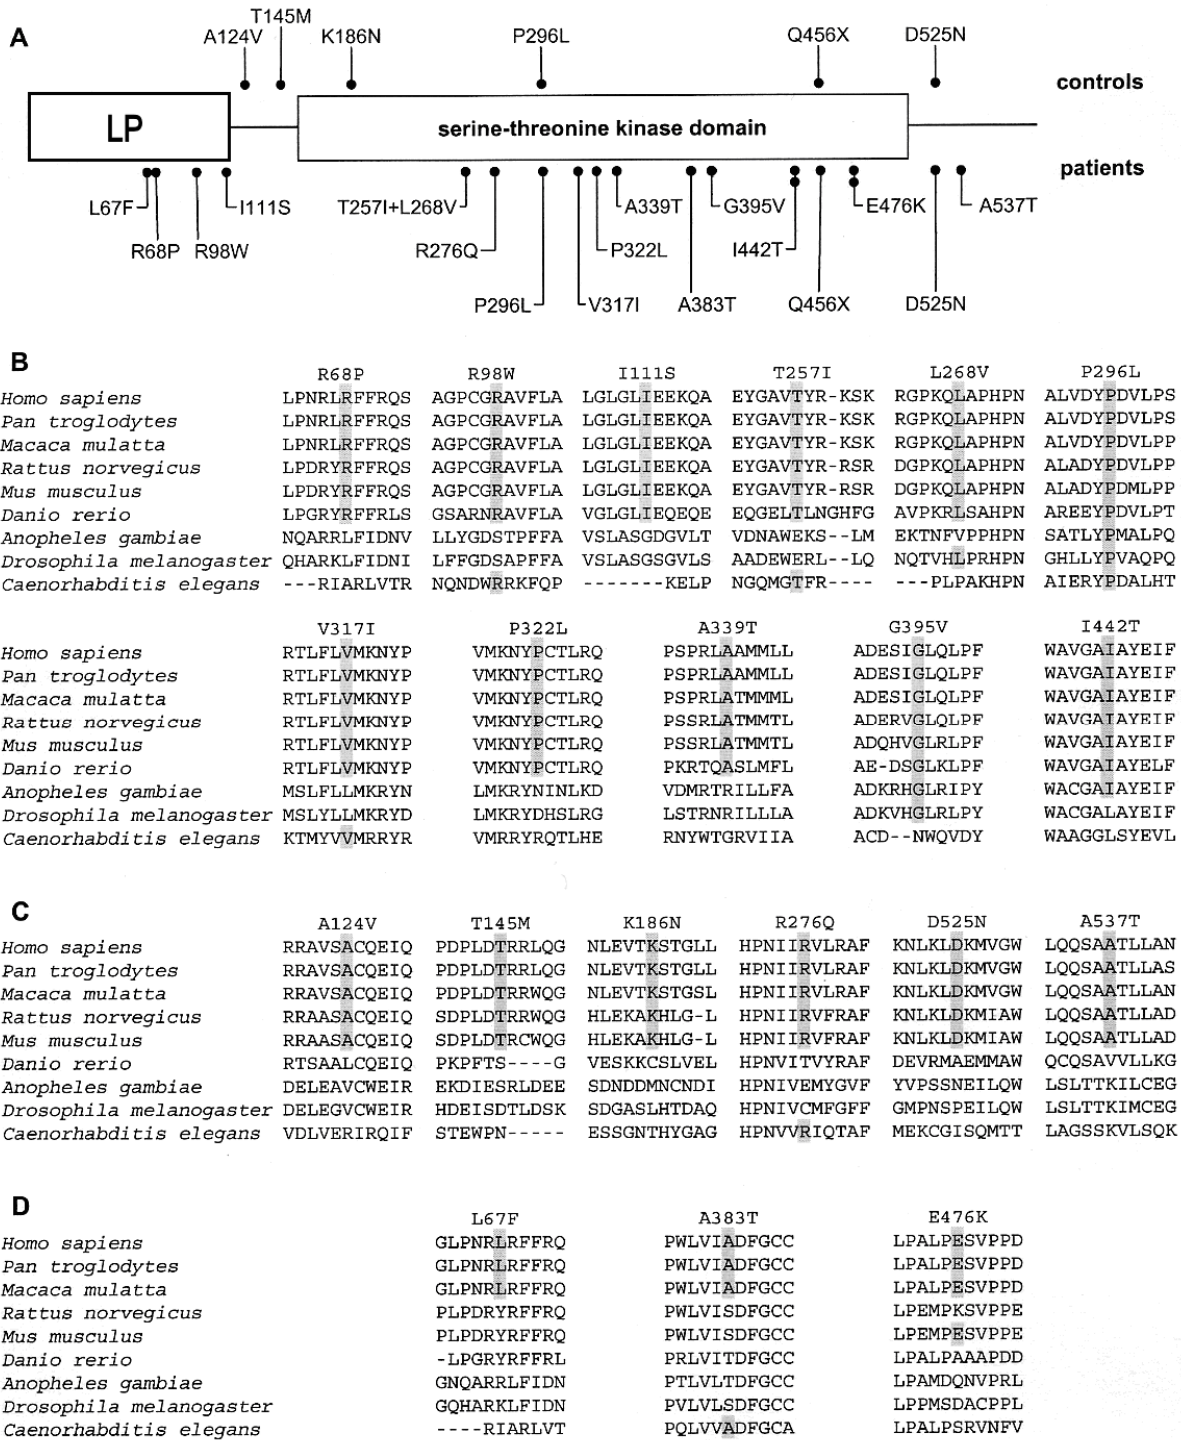 A
T145M
A124V K186N P296L Q456X D525N
controls
LP
serine-threonine kinase domain
patients
L67F I111S T257I+L268V A339T G395V E476K A537T
R68P R98W R276Q P322L I442T
P296L V317I A383T Q456X D525N
B
R68P R98W I111S T257I L268V P296L
Homo sapiens LPNRLRFFRQS AGPCGRAVFLA LGLGLIEEKQA EYGAVTYR-KSK RGPKQLAPHPN ALVDYPDVLPS
Pan troglodytes LPNRLRFFRQS AGPCGRAVFLA LGLGLIEEKQA EYGAVTYR-KSK RGPKQLAPHPN ALVDYPDVLPS
Macaca mulatta LPNRLRFFRQS AGPCGRAVFLA LGLGLIEEKQA EYGAVTYR-KSK RGPKQLAPHPN ALVDYPDVLPP
Rattus norvegicus LPDRYRFFRQS AGPCGRAVFLA LGLGLIEEKQA EYGAVTYR-RSR DGPKQLAPHPN ALADYPDVLPP
Mus musculus LPDRYRFFRQS AGPCGRAVFLA LGLGLIEEKQA EYGAVTYR-RSR DGPKQLAPHPN ALADYPDMLPP
Danio rerio LPGRYRFFRLS GSARNRAVFLA VGLGLIEQEQE EQGELTLNGHFG AVPKRLSAHPN AREEYPDVLPT
Anopheles gambiae NQARRLFIDNV LLYGDSTPFFA VSLASGDGVLT VDNAWEKS--LM EKTNFVPPHPN SATLYPMALPQ
Drosophila melanogaster QHARKLFIDNI LFFGDSAPFFA VSLASGSGVLS AADEWERL--LQ NQTVHLPRHPN GHLLYPVAQPQ
Caenorhabditis elegans ---RIARLVTR NQNDWRRKFQP -------KELP NGQMGTFR---- ---PLPAKHPN AIERYPDALHT
V317I P322L A339T G395V I442T
Homo sapiens RTLFLVMKNYP VMKNYPCTLRQ PSPRLAAMMLL ADESIGLQLPF WAVGAIAYEIF
Pan troglodytes RTLFLVMKNYP VMKNYPCTLRQ PSPRLAAMMLL ADESIGLQLPF WAVGAIAYEIF
Macaca mulatta RTLFLVMKNYP VMKNYPCTLRQ PSPRLATMMML ADESIGLQLPF WAVGAIAYEIF
Rattus norvegicus RTLFLVMKNYP VMKNYPCTLRQ PSSRLATMMTL ADERVGLQLPF WAVGAIAYEIF
Mus musculus RTLFLVMKNYP VMKNYPCTLRQ PSSRLATMMTL ADQHVGLRLPF WAVGAIAYEIF
Danio rerio RTLFLVMKNYP VMKNYPCTLRQ PKRTQASLMFL AE-DSGLKLPF WAVGAIAYELF
Anopheles gambiae MSLFLLMKRYN LMKRYNINLKD VDMRTRILLFA ADKRHGLRIPY WACGAIAYEIF
Drosophila melanogaster MSLYLLMKRYD LMKRYDHSLRG LSTRNRILLLA ADKVHGLRLPY WACGALAYEIF
Caenorhabditis elegans KTMYVVMRRYR VMRRYRQTLHE RNYWTGRVIIA ACD--NWQVDY WAAGGLSYEVL
C
A124V T145M K186N R276Q D525N A537T
Homo sapiens RRAVSACQEIQ PDPLDTRRLQG NLEVTKSTGLL HPNIIRVLRAF KNLKLDKMVGW LQQSAATLLAN
Pan troglodytes RRAVSACQEIQ PDPLDTRRLQG NLEVTKSTGLL HPNIIRVLRAF KNLKLDKMVGW LQQSAATLLAS
Macaca mulatta RRAVSACQEIQ PDPLDTRRWQG NLEVTKSTGSL HPNIIRVLRAF KNLKLDKMVGW LQQSAATLLAN
Rattus norvegicus RRAASACQEIQ SDPLDTRRWQG HLEKAKHLG-L HPNIIRVFRAF KNLKLDKMIAW LQQSAATLLAD
Mus musculus RRAASACQEIQ SDPLDTRCWQG HLEKAKHLG-L HPNIIRVFRAF KNLKLDKMIAW LQQSAATLLAD
Danio rerio RTSAALCQEIQ PKPFTS----G VESKKCSLVEL HPNVITVYRAF DEVRMAEMMAW QCQSAVVLLKG
Anopheles gambiae DELEAVCWEIR EKDIESRLDEE SDNDDMNCNDI HPNIVEMYGVF YVPSSNEILQW LSLTTKILCEG
Drosophila melanogaster DELEGVCWEIR HDEISDTLDSK SDGASLHTDAQ HPNIVCMFGFF GMPNSPEILQW LSLTTKIMCEG
Caenorhabditis elegans VDLVERIRQIF STEWPN----- ESSGNTHYGAG HPNVVRIQTAF MEKCGISQMTT LAGSSKVLSQK
D
L67F A383T E476K
Homo sapiens GLPNRLRFFRQ PWLVIADFGCC LPALPESVPPD
Pan troglodytes GLPNRLRFFRQ PWLVIADFGCC LPALPESVPPD
Macaca mulatta GLPNRLRFFRQ PWLVIADFGCC LPALPESVPPD
Rattus norvegicus PLPDRYRFFRQ PWLVISDFGCC LPEMPKSVPPE
Mus musculus PLPDRYRFFRQ PWLVISDFGCC LPEMPESVPPE
Danio rerio -LPGRYRFFRL PRLVITDFGCC LPALPAAAPDD
Anopheles gambiae GNQARRLFIDN PTLVLTDFGCC LPAMDQNVPRL
Drosophila melanogaster GQHARKLFIDN PVLVLSDFGCC LPPMSDACPPL
Caenorhabditis elegans ----RIARLVT PQLVVADFGCA LPALPSRVNFV